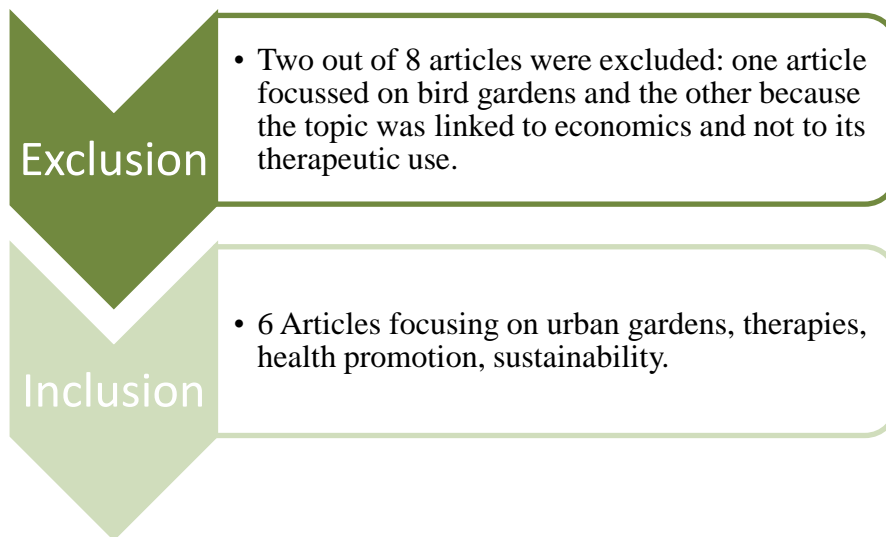 Exclusion
• Two out of 8 articles were excluded: one article
focussed on bird gardens and the other because
the topic was linked to economics and not to its
therapeutic use.
Inclusion
• 6 Articles focusing on urban gardens, therapies,
health promotion, sustainability.